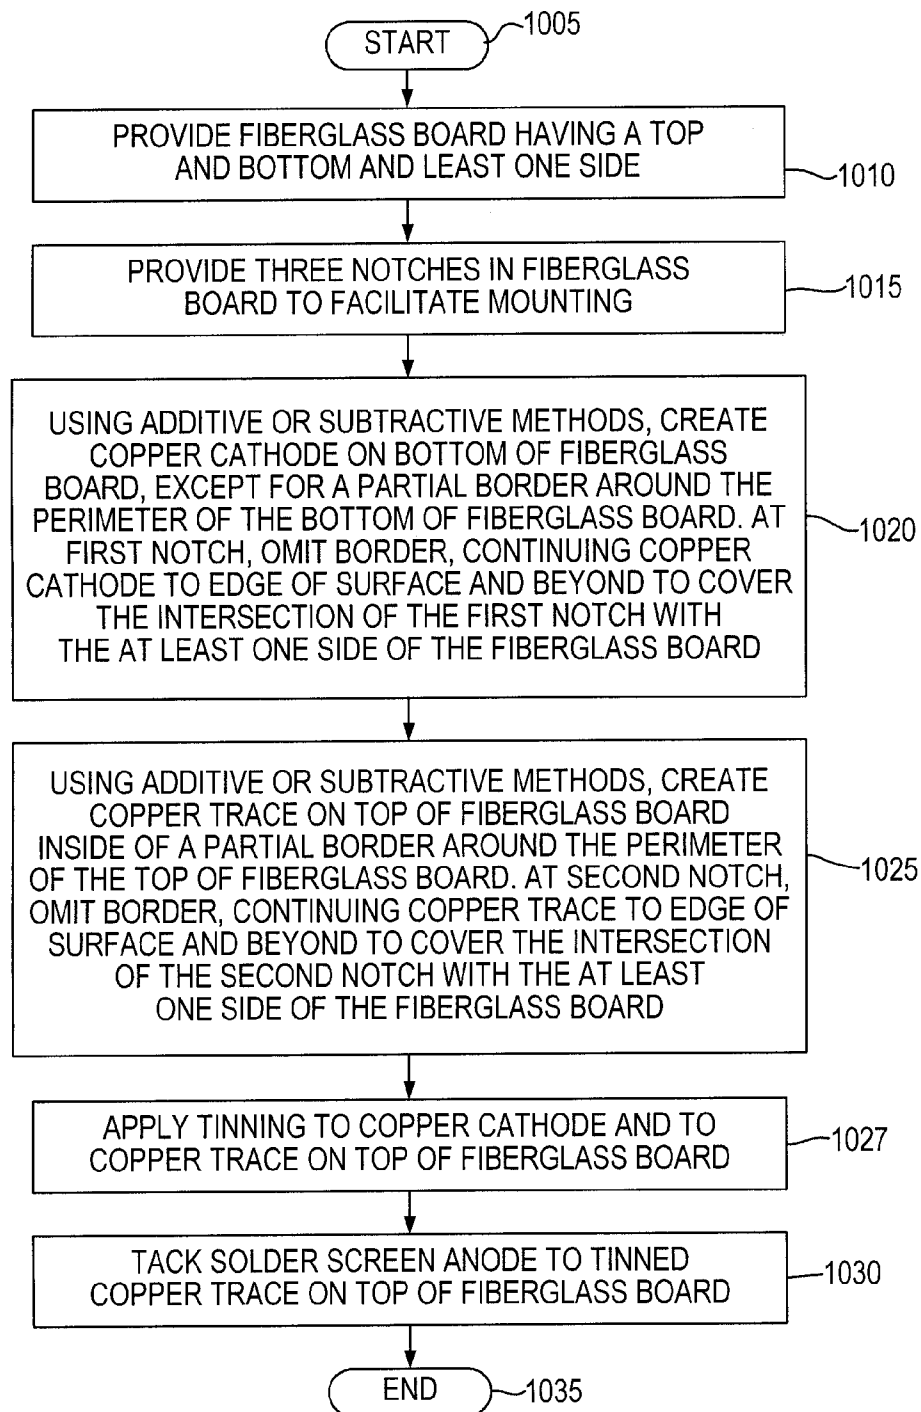 START
1005
PROVIDE FIBERGLASS BOARD HAVING A TOP
AND BOTTOM AND LEAST ONE SIDE
1010
PROVIDE THREE NOTCHES IN FIBERGLASS
BOARD TO FACILITATE MOUNTING
1015
USING ADDITIVE OR SUBTRACTIVE METHODS, CREATE
COPPER CATHODE ON BOTTOM OF FIBERGLASS
BOARD, EXCEPT FOR A PARTIAL BORDER AROUND THE
PERIMETER OF THE BOTTOM OF FIBERGLASS BOARD. AT
FIRST NOTCH, OMIT BORDER, CONTINUING COPPER
CATHODE TO EDGE OF SURFACE AND BEYOND TO COVER
THE INTERSECTION OF THE FIRST NOTCH WITH
THE AT LEAST ONE SIDE OF THE FIBERGLASS BOARD
1020
USING ADDITIVE OR SUBTRACTIVE METHODS, CREATE
COPPER TRACE ON TOP OF FIBERGLASS BOARD
INSIDE OF A PARTIAL BORDER AROUND THE PERIMETER
OF THE TOP OF FIBERGLASS BOARD. AT SECOND NOTCH,
OMIT BORDER, CONTINUING COPPER TRACE TO EDGE OF
SURFACE AND BEYOND TO COVER THE INTERSECTION
OF THE SECOND NOTCH WITH THE AT LEAST
ONE SIDE OF THE FIBERGLASS BOARD
1025
APPLY TINNING TO COPPER CATHODE AND TO
COPPER TRACE ON TOP OF FIBERGLASS BOARD
1027
TACK SOLDER SCREEN ANODE TO TINNED
COPPER TRACE ON TOP OF FIBERGLASS BOARD
1030
END
1035